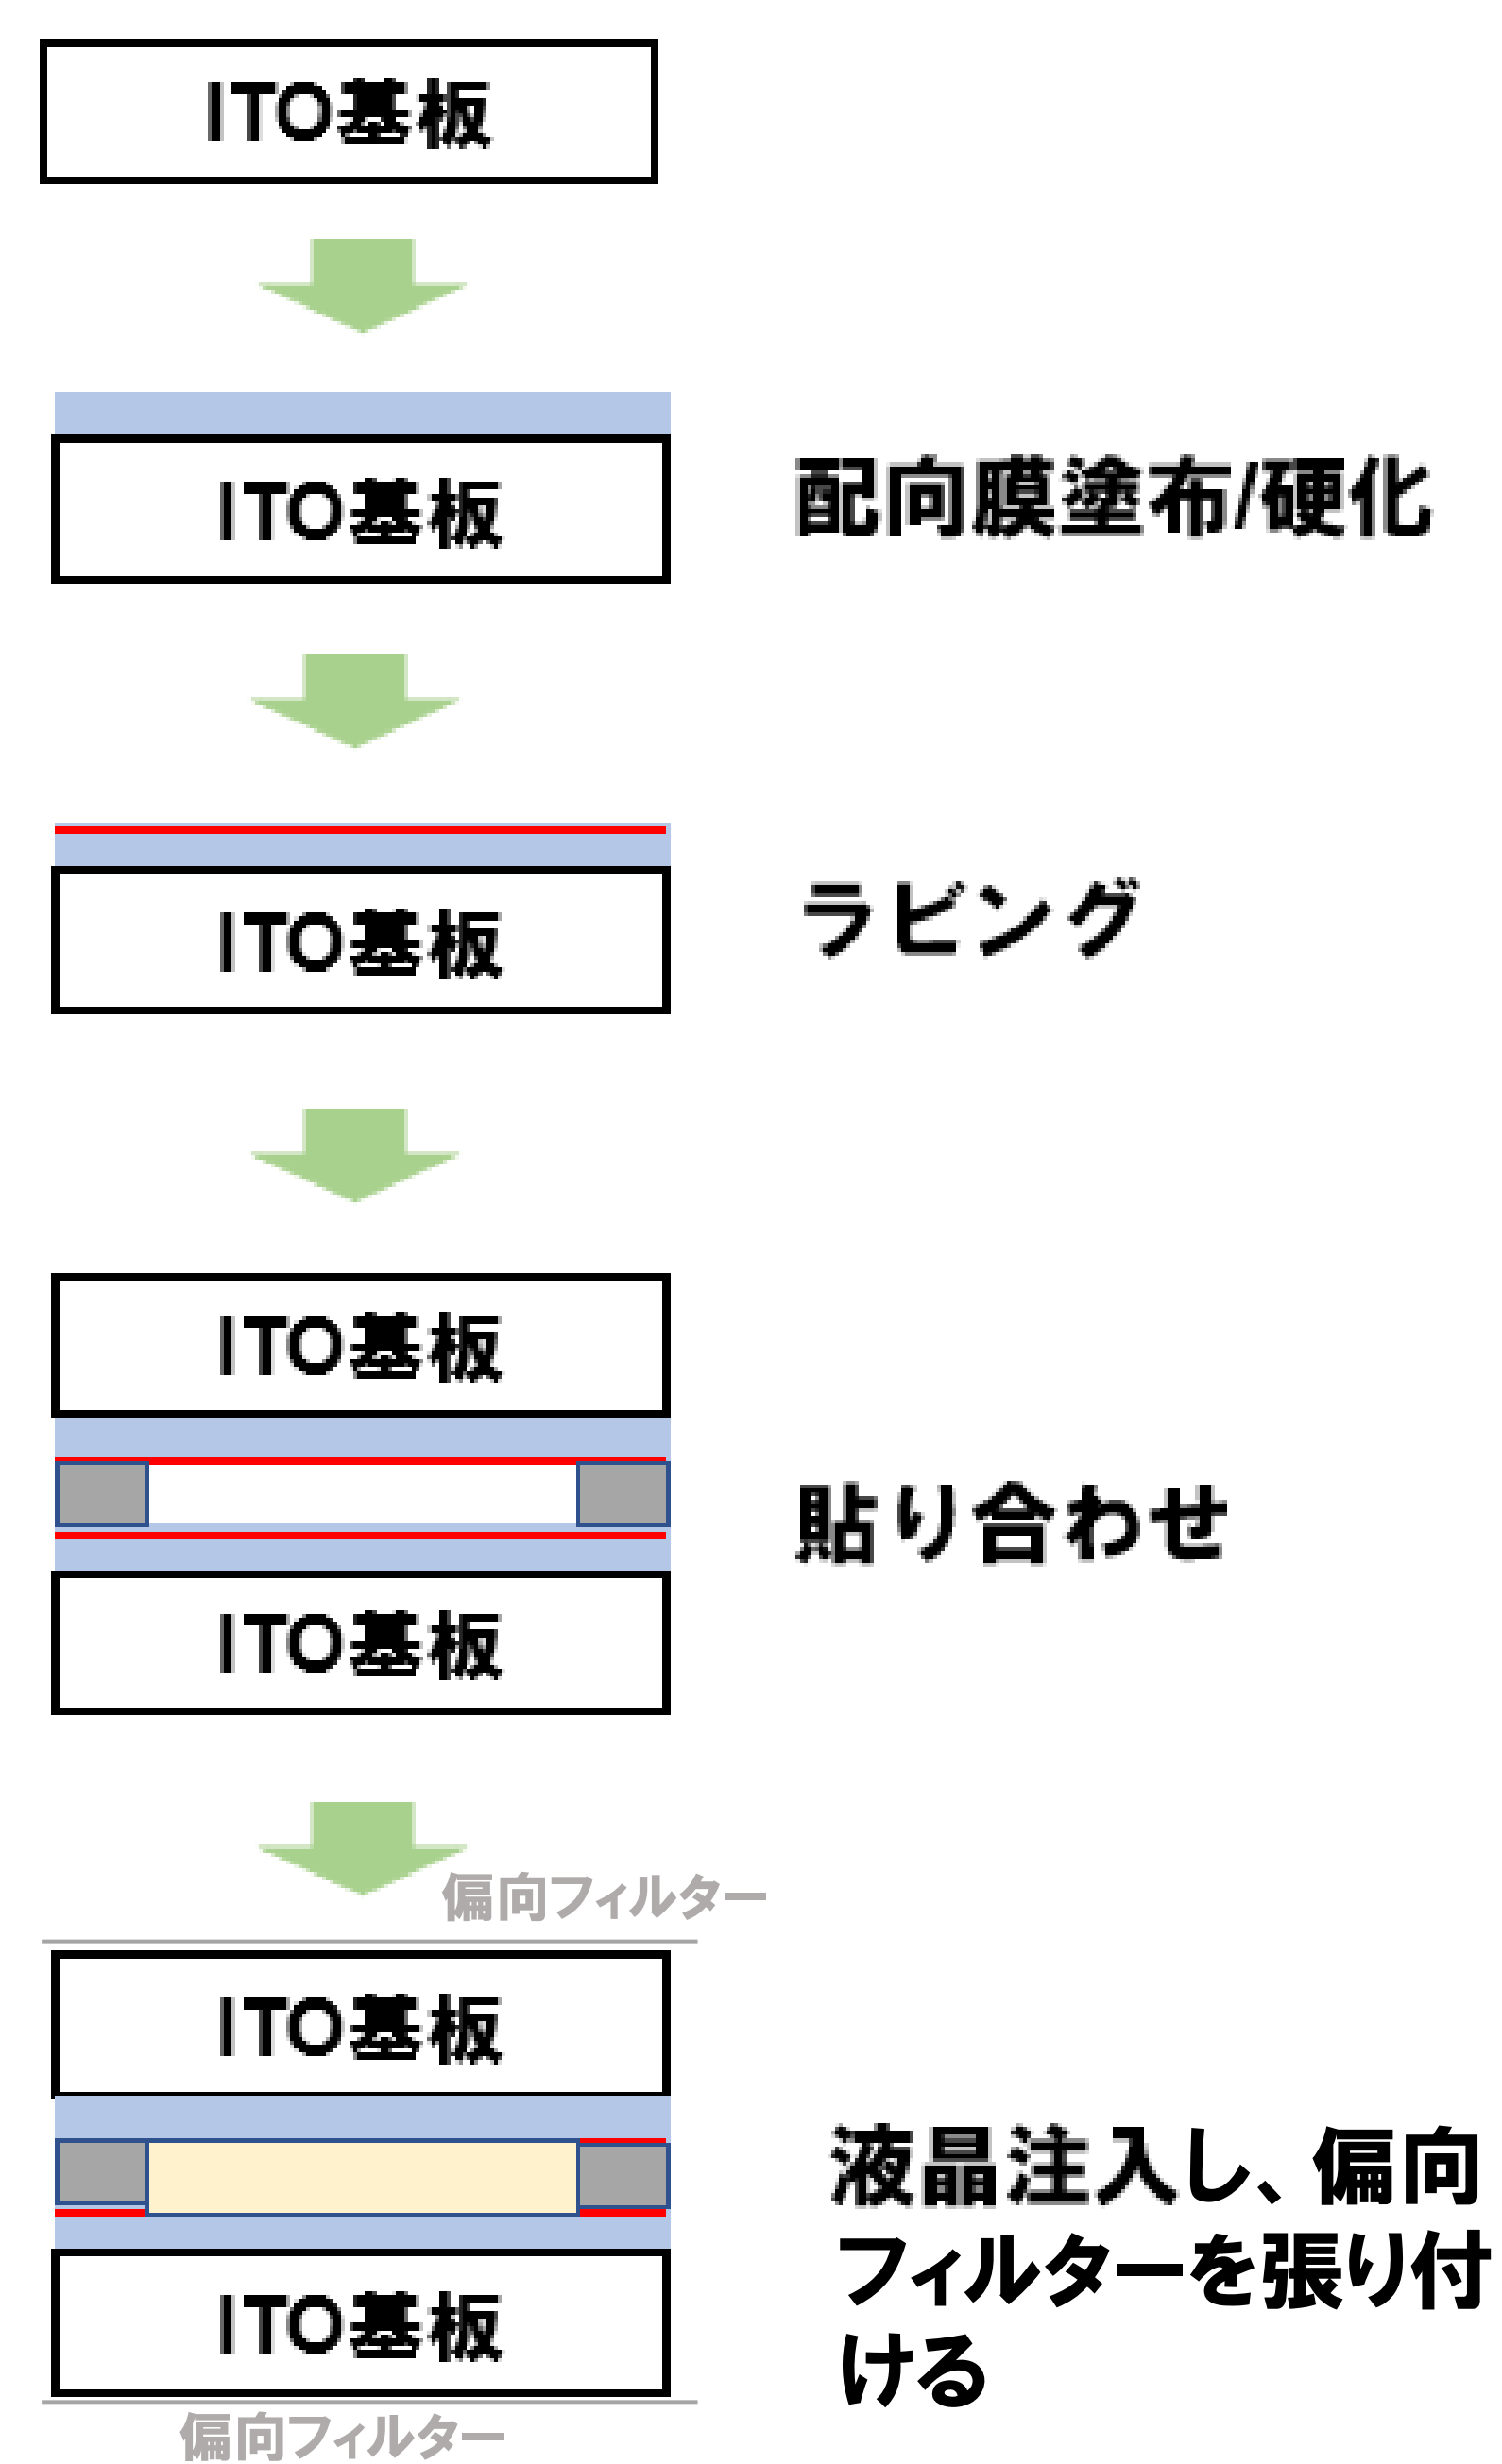 ITO基板
ITO基板
配向膜塗布/硬化
ITO基板
ラビング
ITO基板
貼り合わせ
ITO基板
偏向フィルター
ITO基板
液晶注入し、偏向
フィルターを張り付
ける
ITO基板
偏向フィルター